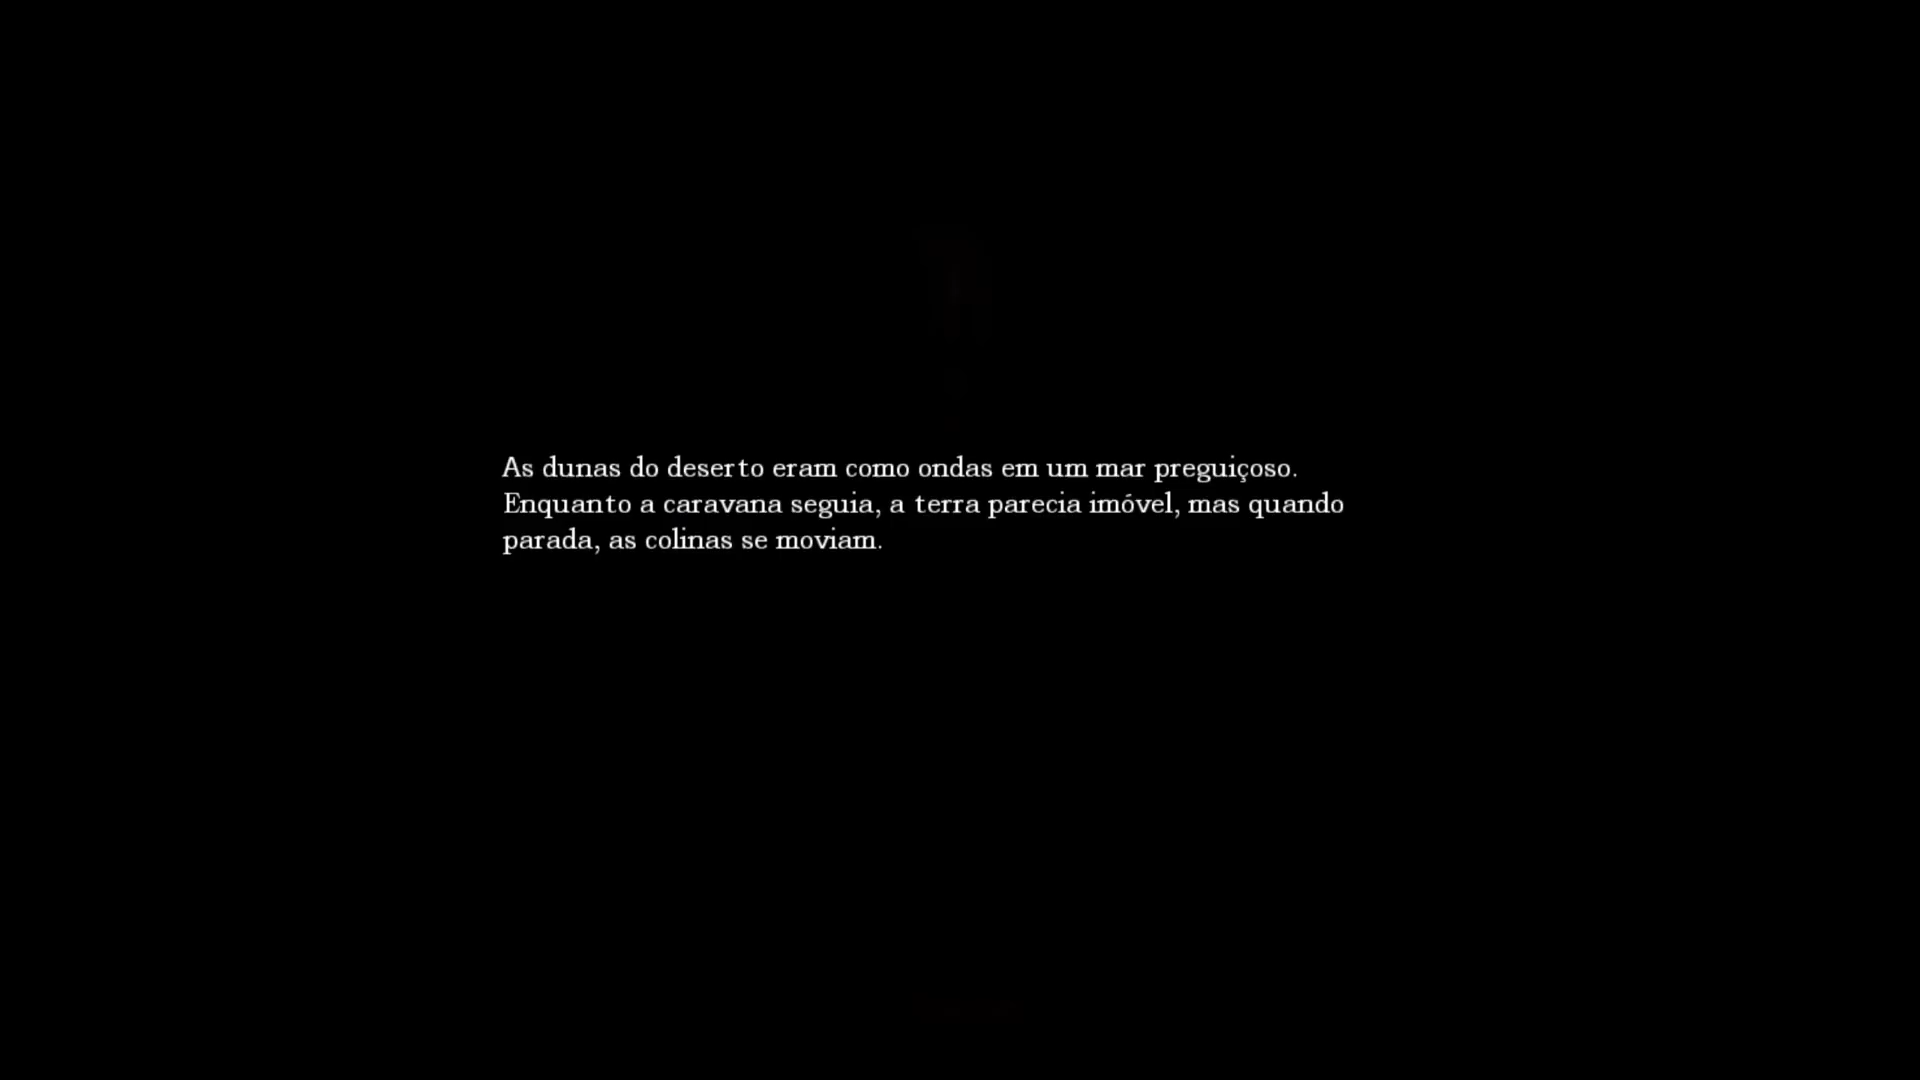 As dunas do deserto eram como ondas em um mar preguiçoso.
Enquanto a caravana seguia, a terra parecia imóvel, mas quando
parada, as colinas se moviam.